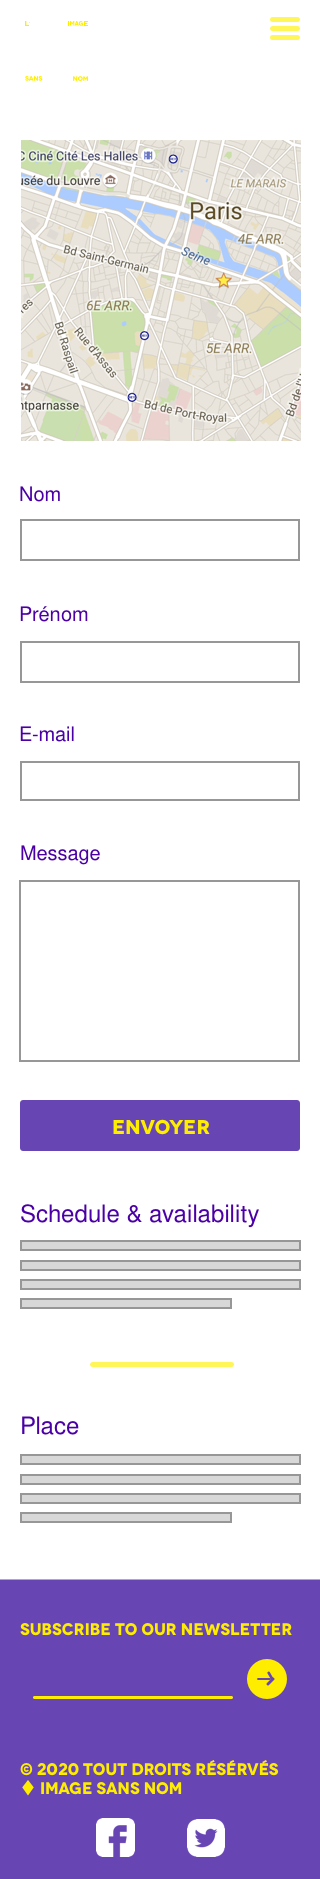 L IMAGE
SANS NOM
C Ciné Cité Les Halles
usée du Louvre
LE MARAIS
Paris
4E ARR.
Seine
Bd Saint-Germain
6E ARR.
Bd Raspail
Rue d'Assas
5E ARR.
ntparnasse
Bd de Port-Royal
Bd de l'
Nom
Prénom
E-mail
Message
ENVOYER
Schedule & availability
Place
SUBSCRIBE TO OUR NEWSLETTER
© 2020 TOUT DROITS RÉSÉRVÉS
IMAGE SANS NOM